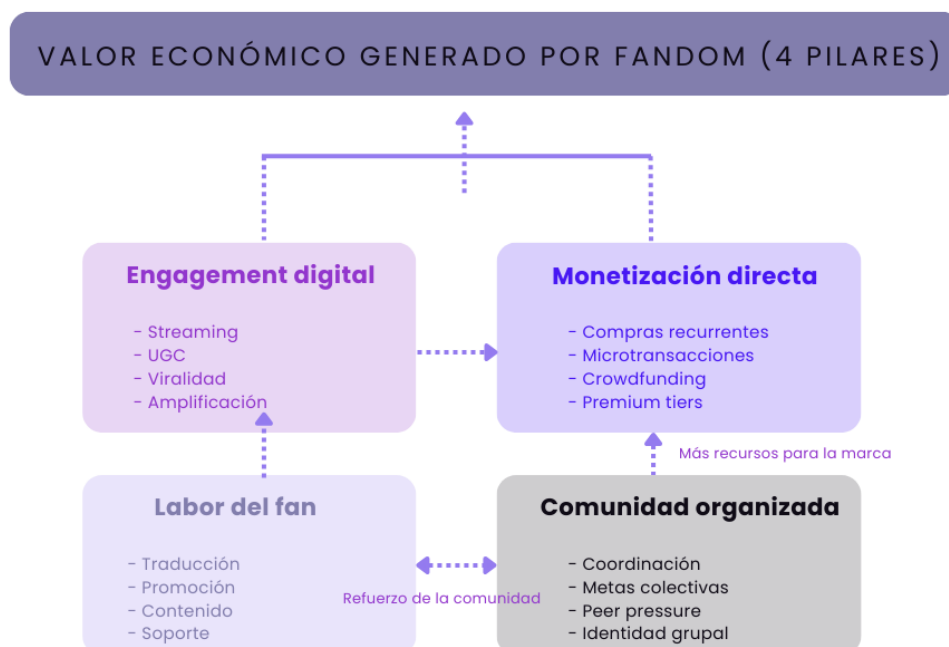 VALOR ECONÓMICO GENERADO POR FANDOM (4 PILARES)
Engagement digital
- Streaming
- UGC
- Viralidad
- Amplificación
Monetización directa
- Compras recurrentes
- Microtransacciones
- Crowdfunding
- Premium tiers
Más recursos para la marca
Labor del fan
- Traducción
- Promoción
- Contenido
- Soporte
Refuerzo de la comunidad
Comunidad organizada
- Coordinación
- Metas colectivas
- Peer pressure
- Identidad grupal